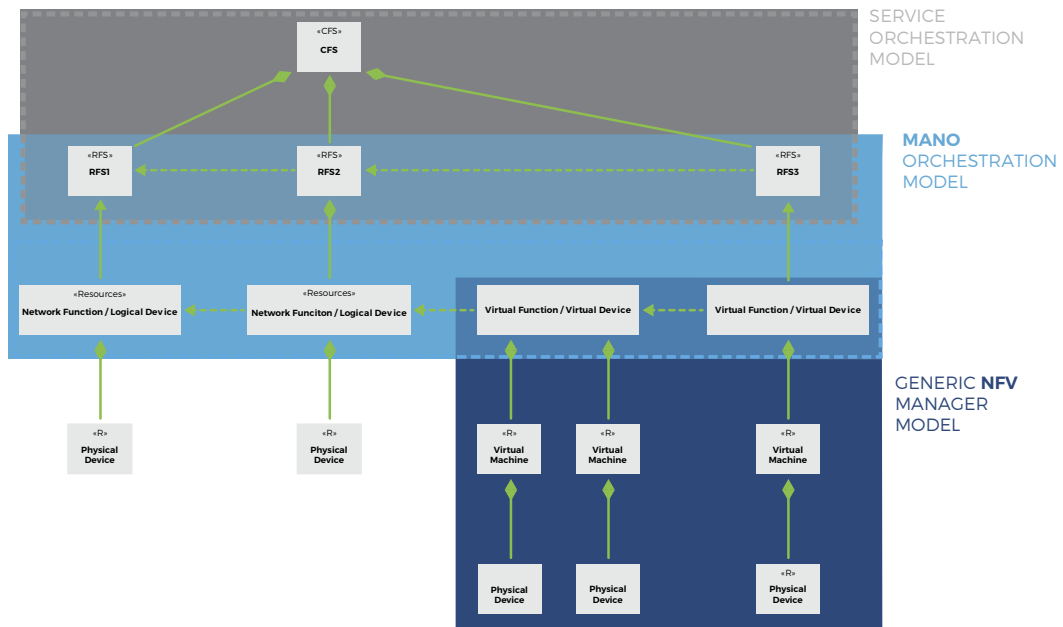 SERVICE
ORCHESTRATION
MODEL
«CFS»
CFS
MANO
ORCHESTRATION
MODEL
«RFS»
RFS1
«RFS»
RFS2
«RFS»
RFS3
«Resources»
Network Function / Logical Device
«Resources»
Network Funciton / Logical Device
Virtual Function / Virtual Device
Virtual Function / Virtual Device
GENERIC NFV
MANAGER
MODEL
«R»
Physical
Device
«R»
Physical
Device
«R»
Virtual
Machine
«R»
Virtual
Machine
«R»
Virtual
Machine
Physical
Device
Physical
Device
«R»
Physical
Device